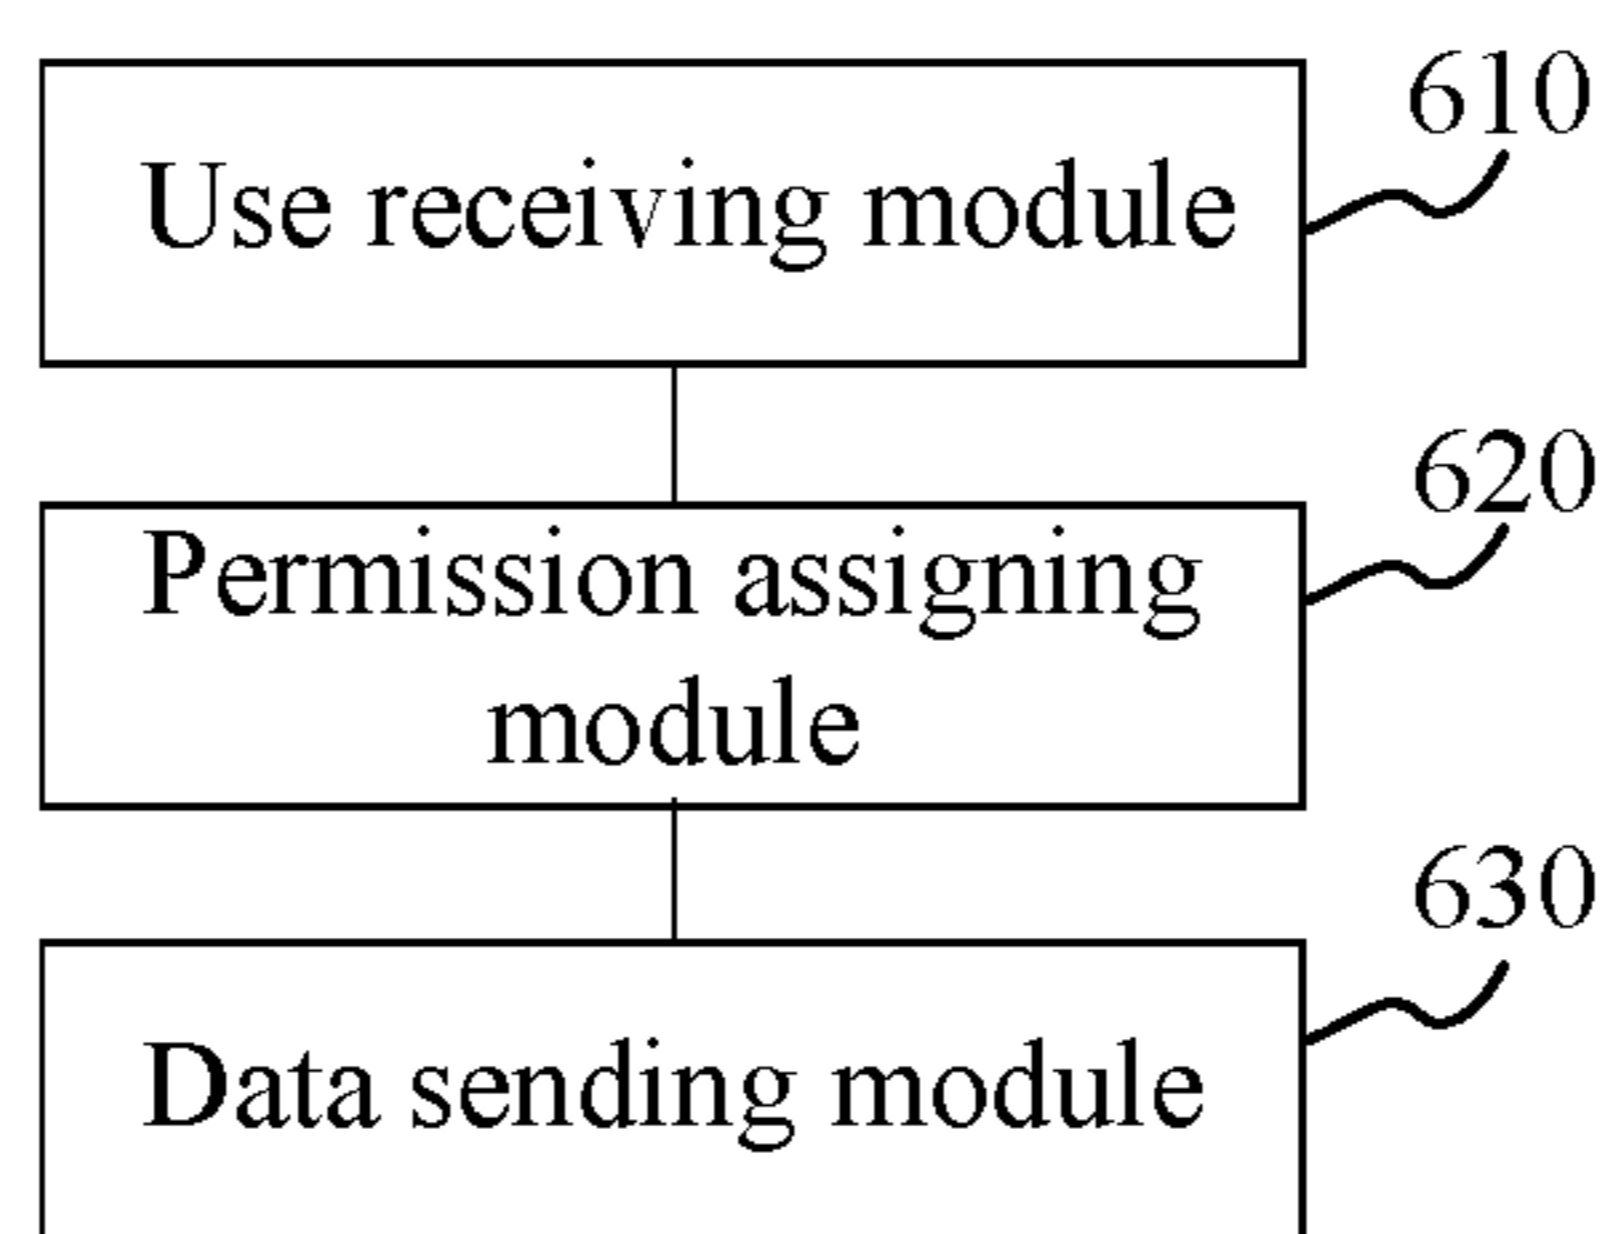 610
Use receiving module
620
Permission assigning
module
630
Data sending module